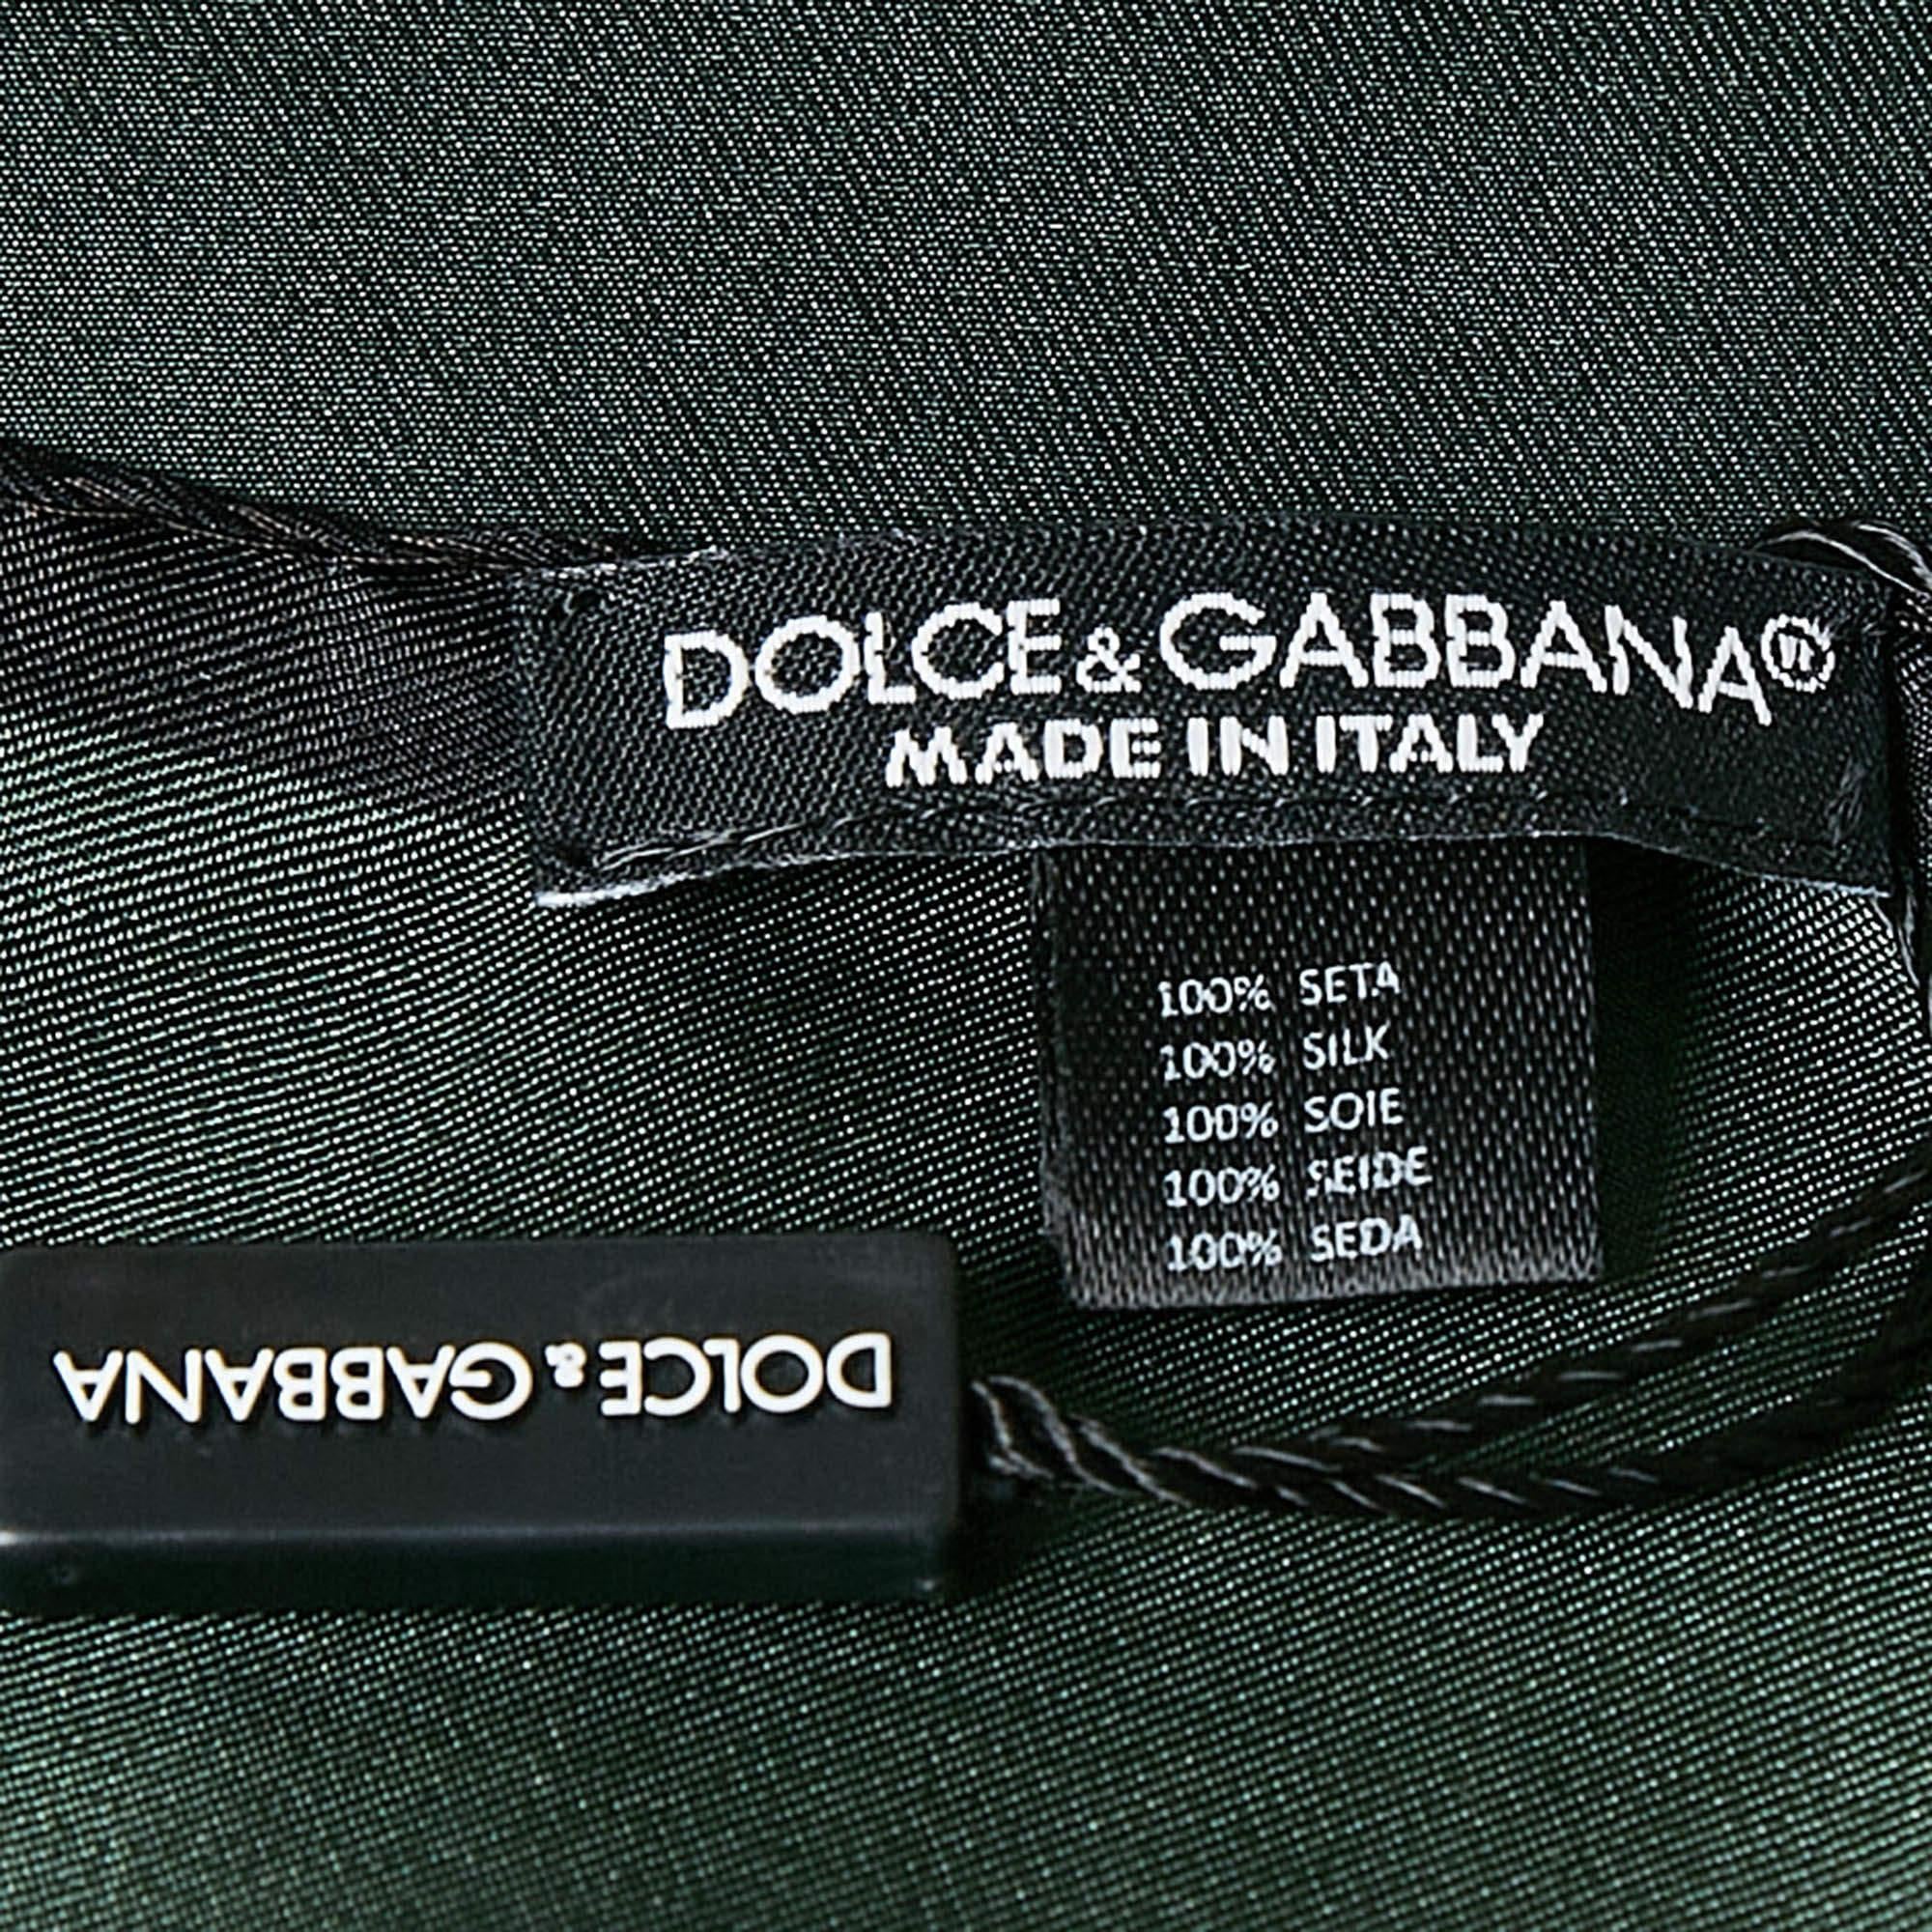 DOLCE & GABBANA®
MADE IN ITALY
100% SETA
100% SILK
100% SOIE
100% SEIDE
100% SEDA
DOLCE & GABBANA